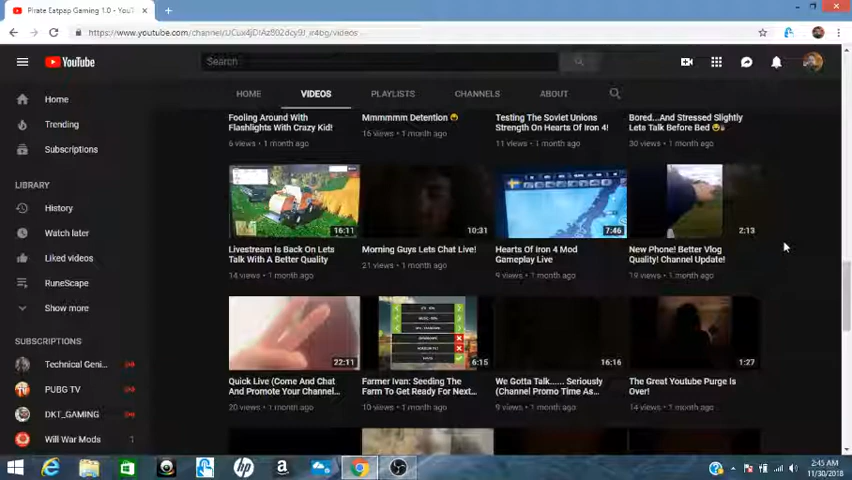 Pirate Eatpap Gaming 1.0 - YouT
YouTube
Search
HOME
VIDEOS
PLAYLISTS
CHANNELS
ABOUT
Home
Trending
Subscriptions
LIBRARY
History
Watch later
Liked videos
RuneScape
Show more
SUBSCRIPTIONS
Technical Geni...
PUBG TV
DKT_GAMING
Will War Mods 1
Fooling Around With
Flashlights With Crazy Kid!
6 views • 1 month ago
Mmmmmm Detention
16 views • 1 month ago
Testing The Soviet Unions
Strength On Hearts Of Iron 4!
11 views • 1 month ago
Bored...And Stressed Slightly
Lets Talk Before Bed
30 views • 1 month ago
16:11
Livestream Is Back On Lets
Talk With A Better Quality
14 views • 1 month ago
10:31
Morning Guys Lets Chat Live!
21 views • 1 month ago
7:46
Hearts Of Iron 4 Mod
Gameplay Live
9 views • 1 month ago
2:13
New Phone! Better Vlog
Quality! Channel Update!
19 views • 1 month ago
22:11
Quick Live (Come And Chat
And Promote Your Channel...
20 views • 1 month ago
6:15
Farmer Ivan: Seeding The
Farm To Get Ready For Next...
10 views • 1 month ago
16:16
We Gotta Talk...... Seriously
(Channel Promo Time As...
9 views • 1 month ago
1:27
The Great Youtube Purge Is
Over!
14 views • 1 month ago
2:45 AM
11/30/2018